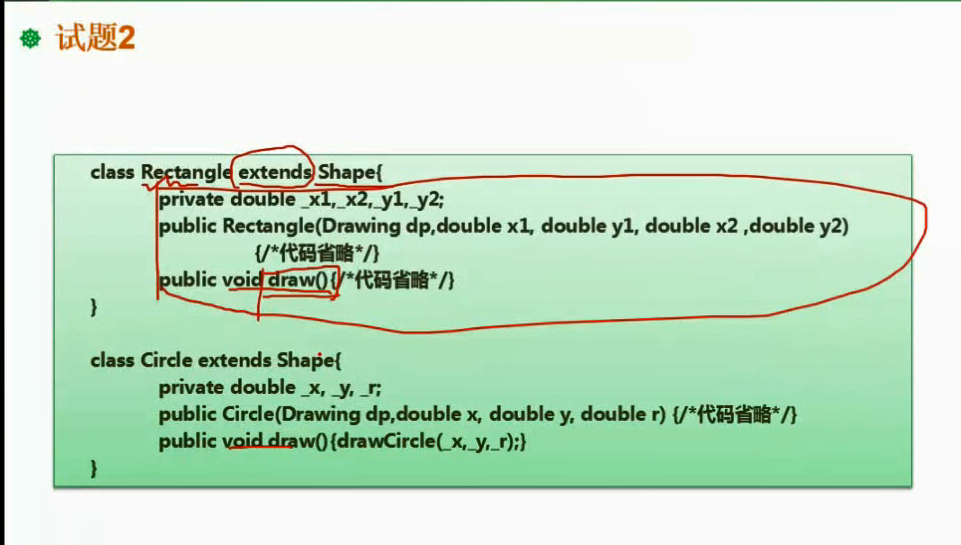 试题2
class Rectangle extends Shape{
private double _x1,_x2,_y1,_y2;
public Rectangle(Drawing dp,double x1, double y1, double x2 ,double y2)
{/*代码省略*/}
public void draw(){/*代码省略*/}
}
class Circle extends Shape{
private double _x, _y, _r;
public Circle(Drawing dp,double x, double y, double r) {/*代码省略*/}
public void draw(){drawCircle(_x,_y,_r);}
}